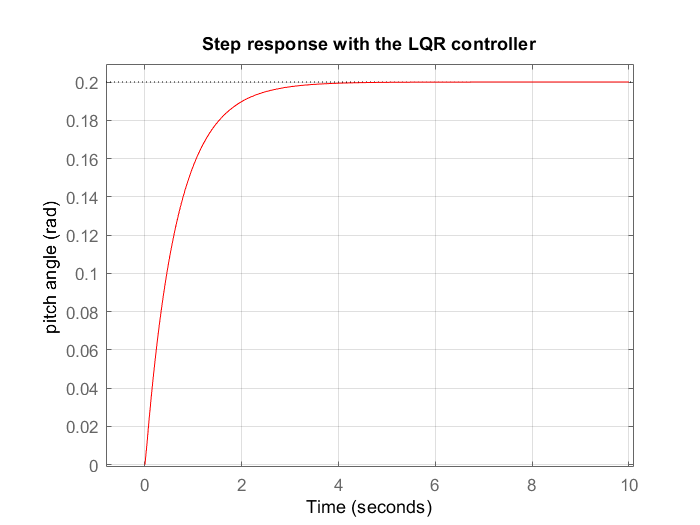 Step response with the LQR controller
0.2
0.18
0.16
0.14
0.12
0.1
0.08
0.06
0.04
0.02
0
pitch angle (rad)
0 2 4 6 8 10
Time (seconds)